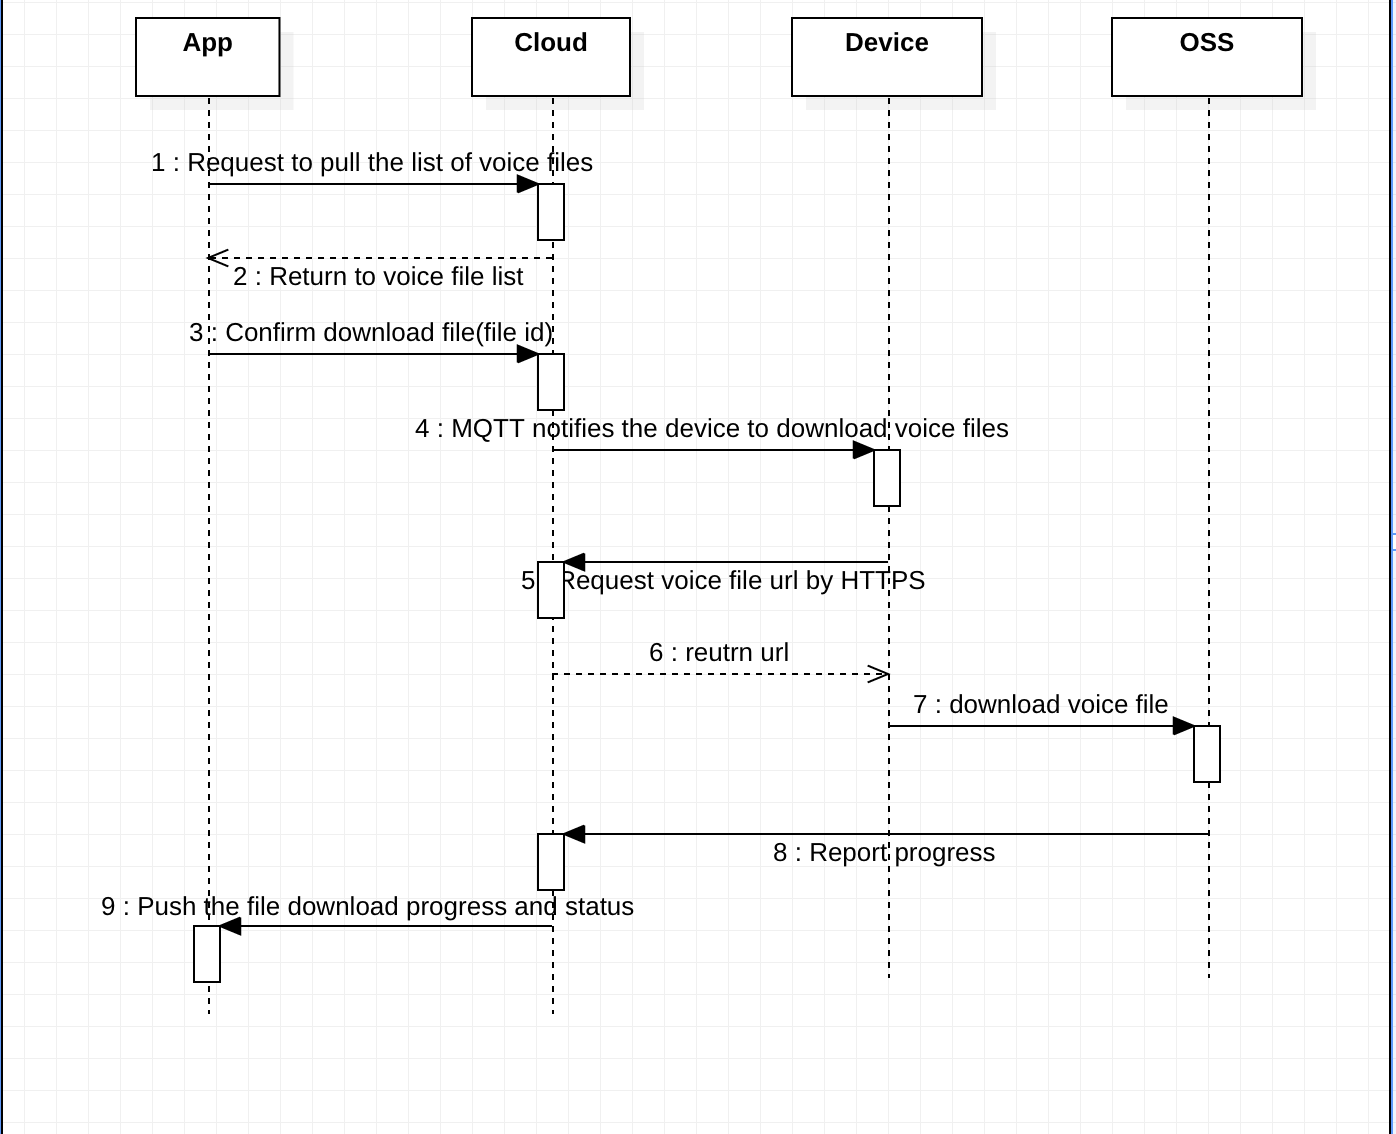 App
Cloud
Device
OSS
1 : Request to pull the list of voice files
2 : Return to voice file list
3 : Confirm download file(file id)
4 : MQTT notifies the device to download voice files
5 Request voice file url by HTTPS
6 : reutrn url
7 : download voice file
8 : Report progress
9 : Push the file download progress and status